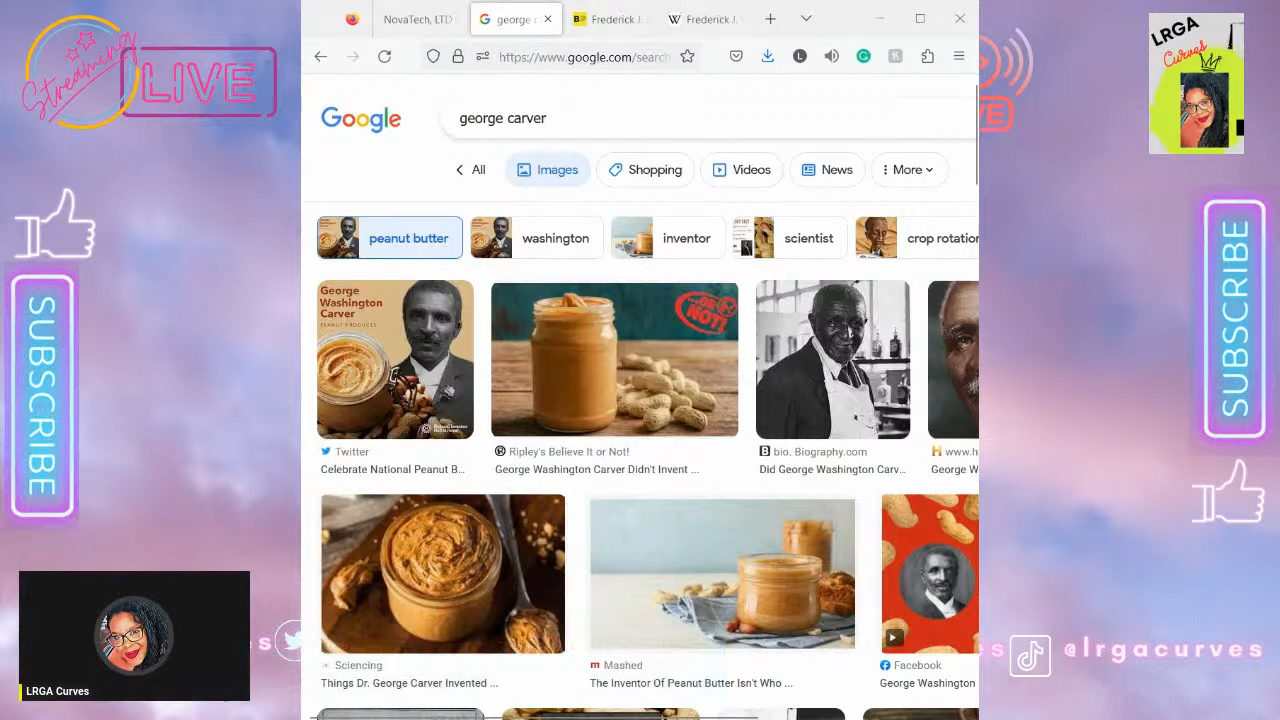 Streaming
LIVE
SUBSCRIBE
LRGA Curves
NovaTech, LTD
george c
Frederick J.
Frederick J.
https://www.google.com/search
Google
george carver
All
Images
Shopping
Videos
News
More
peanut butter
washington
inventor
scientist
crop rotation
George
Washington
Carver
PEANUT PRODUCTS
...OR
NOT!
Twitter
Ripley's Believe It or Not!
bio. Biography.com
www.h
Celebrate National Peanut B...
George Washington Carver Didn't Invent ...
Did George Washington Carv...
George W
Sciencing
Mashed
Facebook
Things Dr. George Carver Invented ...
The Inventor Of Peanut Butter Isn't Who ...
George Washington
LRGA
Curves
SUBSCRIBE
@lrgacurves